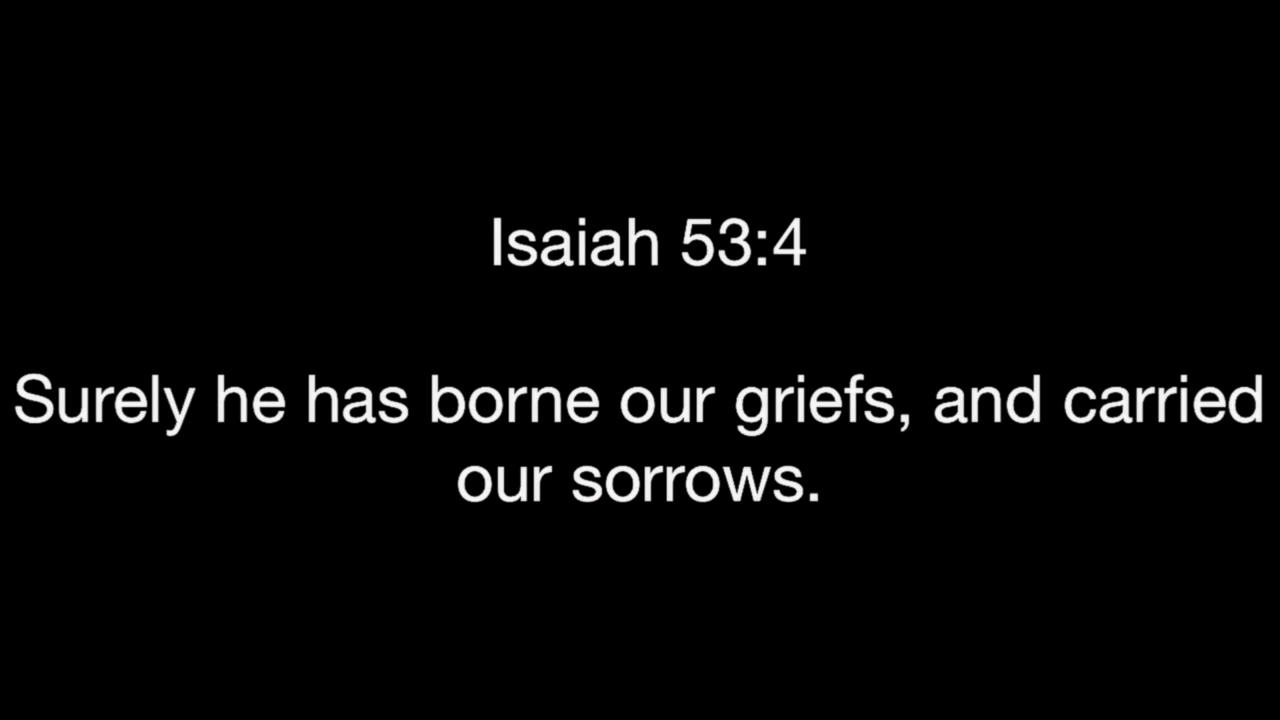 Isaiah 53:4
Surely he has borne our griefs, and carried
our sorrows.